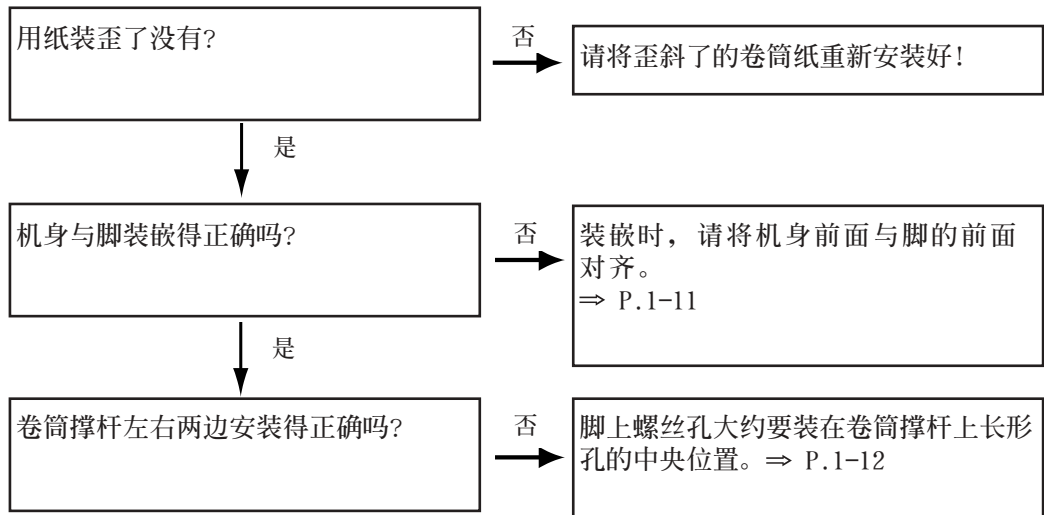 用纸装歪了没有?
否
请将歪斜了的卷筒纸重新安装好!
是
机身与脚装嵌得正确吗?
否
装嵌时，请将机身前面与脚的前面
对齐。
⇒ P.1-11
是
卷筒撑杆左右两边安装得正确吗?
否
脚上螺丝孔大约要装在卷筒撑杆上长形
孔的中央位置。⇒ P.1-12